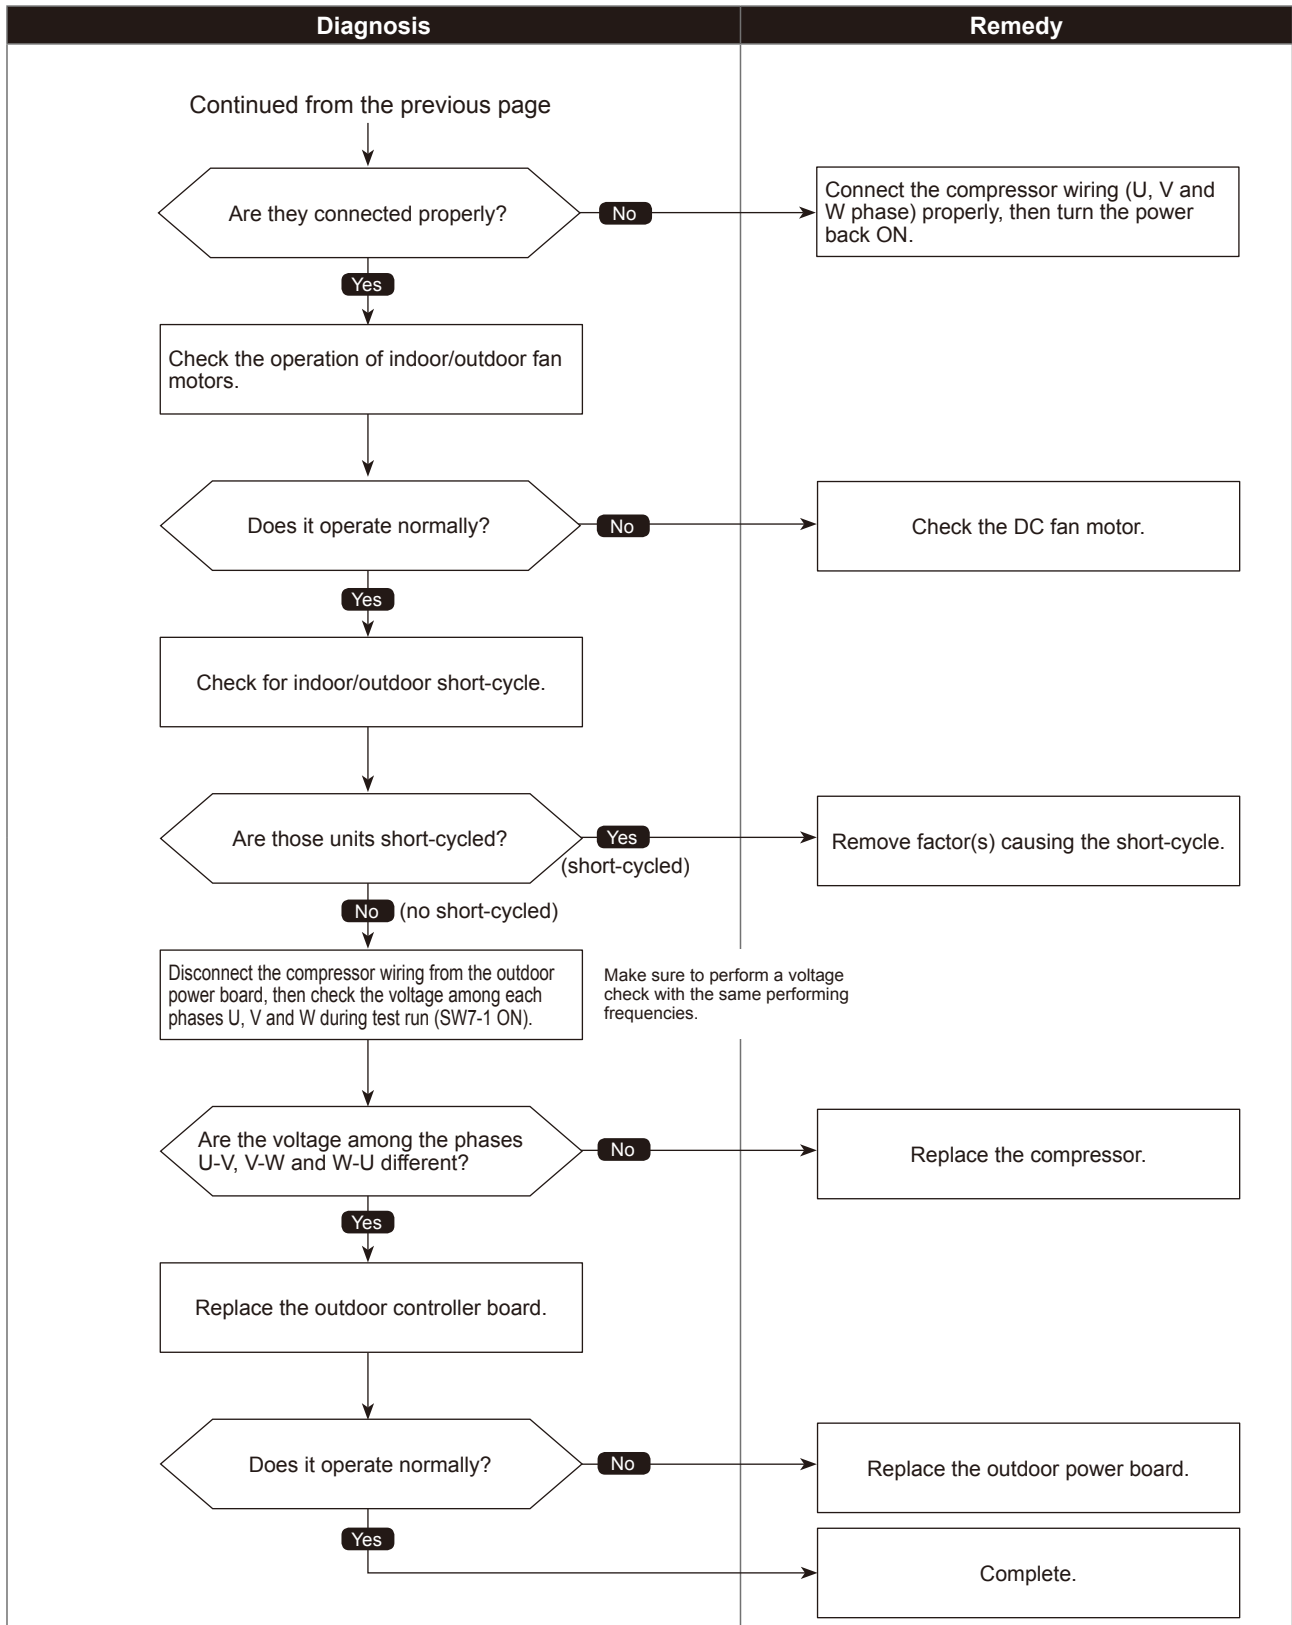 Diagnosis
Remedy
Continued from the previous page
Are they connected properly?
No
Connect the compressor wiring (U, V and
W phase) properly, then turn the power
back ON.
Yes
Check the operation of indoor/outdoor fan
motors.
Does it operate normally?
No
Check the DC fan motor.
Yes
Check for indoor/outdoor short-cycle.
Are those units short-cycled?
Yes
(short-cycled)
Remove factor(s) causing the short-cycle.
No (no short-cycled)
Disconnect the compressor wiring from the outdoor
power board, then check the voltage among each
phases U, V and W during test run (SW7-1 ON).
Make sure to perform a voltage
check with the same performing
frequencies.
Are the voltage among the phases
U-V, V-W and W-U different?
No
Replace the compressor.
Yes
Replace the outdoor controller board.
Does it operate normally?
No
Replace the outdoor power board.
Yes
Complete.